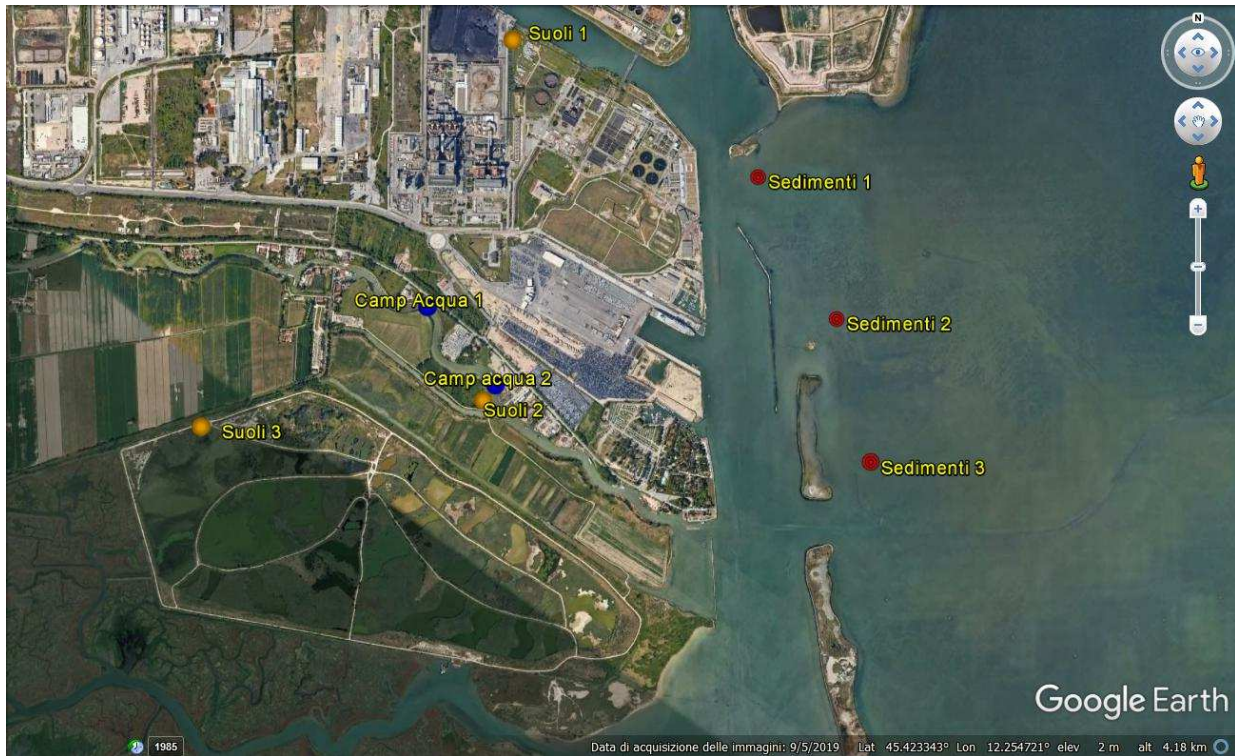 N
Suoli 1
Sedimenti 1
Camp Acqua 1
Sedimenti 2
Camp acqua 2
Suoli 2
Suoli 3
Sedimenti 3
Google Earth
1985
Data di acquisizione delle immagini: 9/5/2019 Lat 45.423343° Lon 12.254721° elev 2 m alt 4.18 km